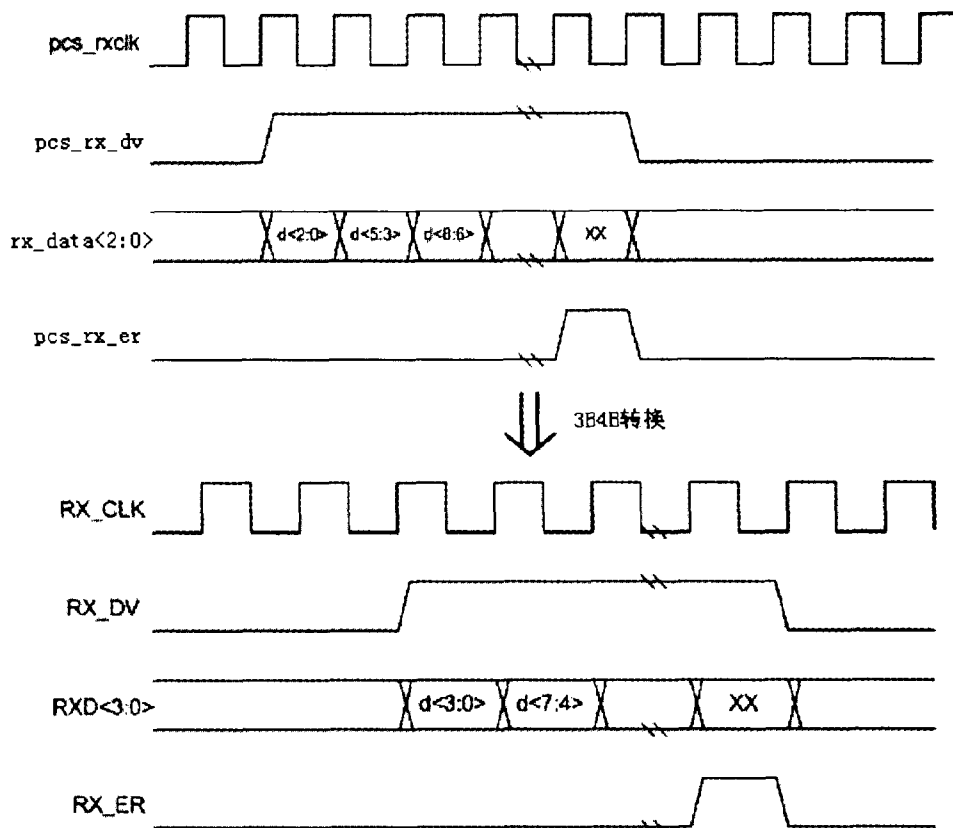 pcs_rxclk
pcs_rx_dv
rx_data<2:0>
d<2:0> d<5:3> d<8:6> XX
pcs_rx_er
3B4B转换
RX_CLK
RX_DV
RXD<3:0>
d<3:0> d<7:4> XX
RX_ER